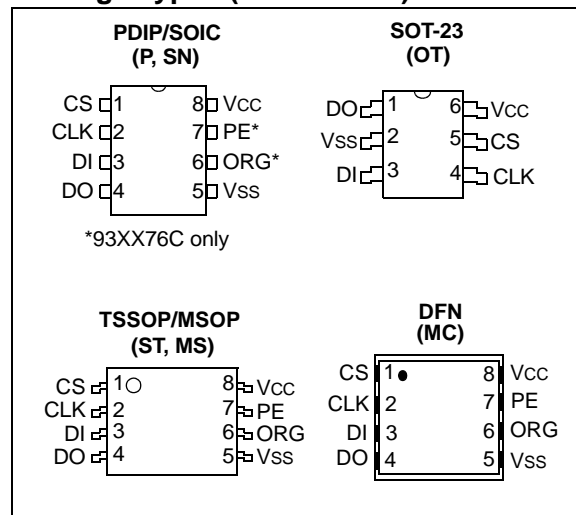 PDIP/SOIC
(P, SN)
CS 1 8 VCC
CLK 2 7 PE*
DI 3 6 ORG*
DO 4 5 VSS
*93XX76C only
SOT-23
(OT)
DO 1 6 VCC
VSS 2 5 CS
DI 3 4 CLK
TSSOP/MSOP
(ST, MS)
CS 1 8 VCC
CLK 2 7 PE
DI 3 6 ORG
DO 4 5 VSS
DFN
(MC)
CS 1 8 VCC
CLK 2 7 PE
DI 3 6 ORG
DO 4 5 VSS